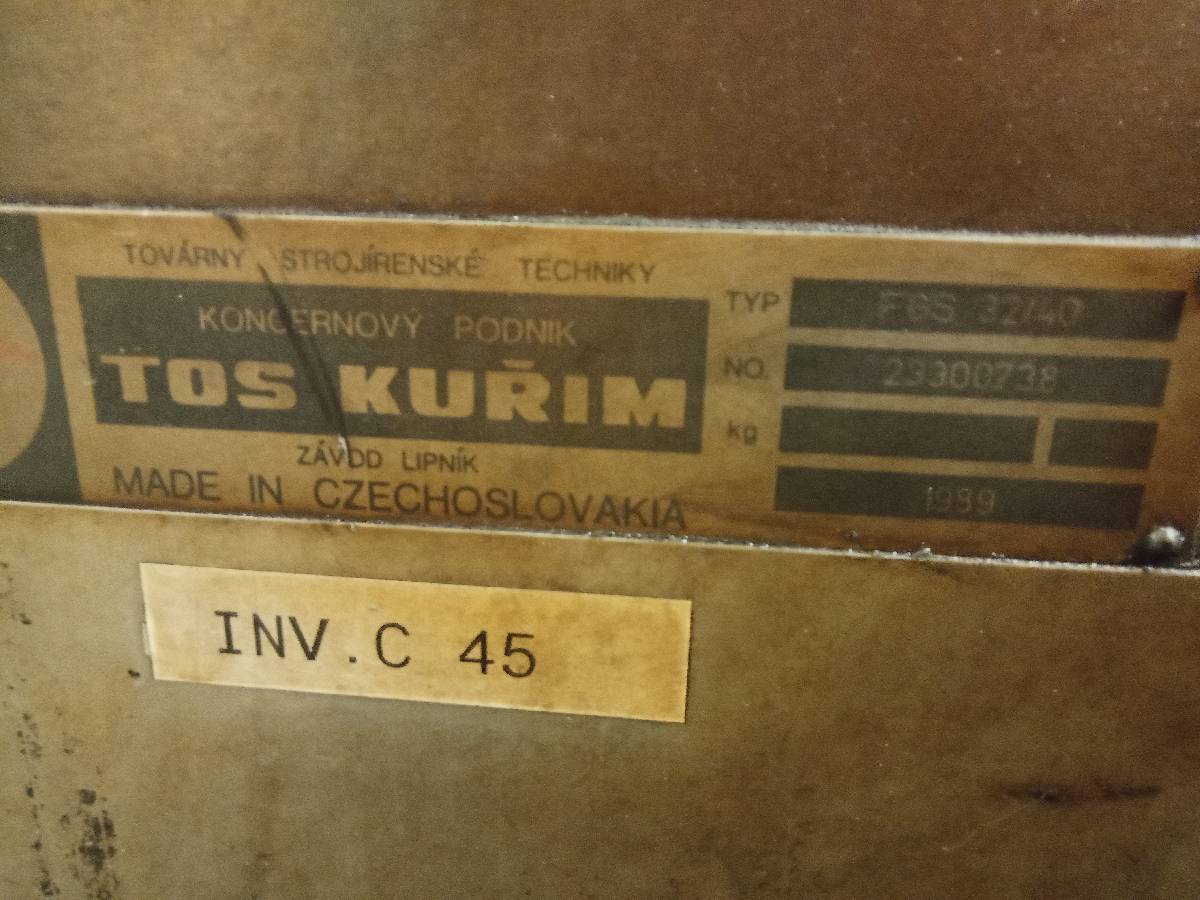 TOVÁRNY STROJÍRENSKÉ TECHNIKY
KONCERNOVÝ PODNIK
TOS KUŘIM
ZÁVOD LIPNÍK
MADE IN CZECHOSLOVAKIA
TYP FGS 32/40
NO. 23300738
kg
1989
INV.C 45